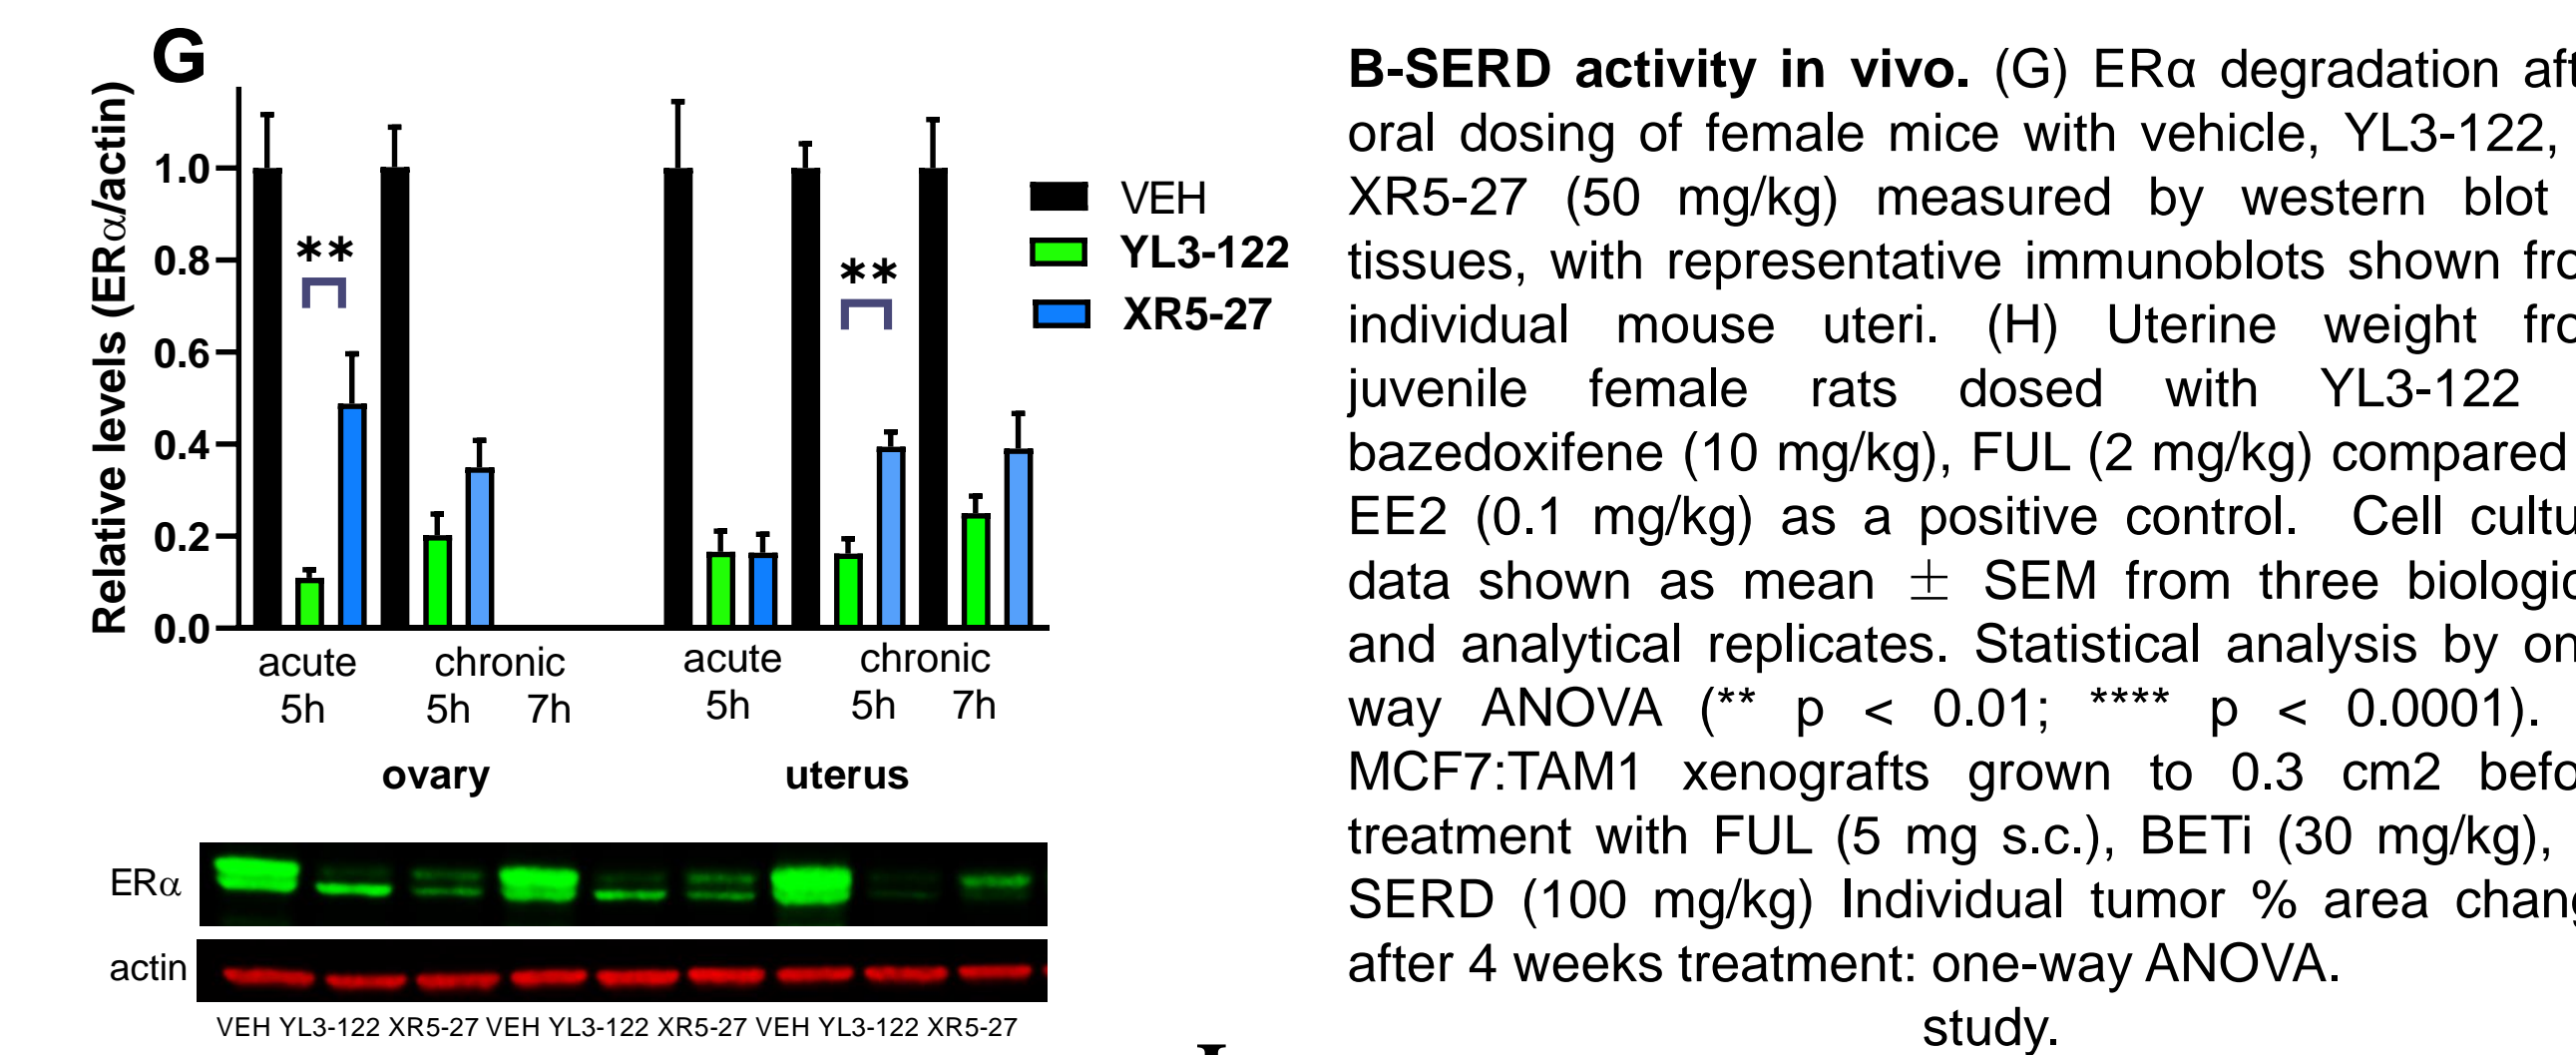 G
Relative levels (ERα/actin)
1.0
0.8
0.6
0.4
0.2
0.0
**
**
VEH
YL3-122
XR5-27
acute chronic acute chronic
5h 5h 7h 5h 5h 7h
ovary uterus
ERα
actin
VEH YL3-122 XR5-27 VEH YL3-122 XR5-27 VEH YL3-122 XR5-27
B-SERD activity in vivo. (G) ERα degradation
oral dosing of female mice with vehicle, YL3-122,
XR5-27 (50 mg/kg) measured by western blot
tissues, with representative immunoblots shown
individual mouse uteri. (H) Uterine weight
juvenile female rats dosed with YL3-122
bazedoxifene (10 mg/kg), FUL (2 mg/kg) compared
EE2 (0.1 mg/kg) as a positive control. Cell
data shown as mean ± SEM from three
and analytical replicates. Statistical analysis by
way ANOVA (** p < 0.01; **** p < 0.0001).
MCF7:TAM1 xenografts grown to 0.3 cm2
treatment with FUL (5 mg s.c.), BETi (30 mg/kg),
SERD (100 mg/kg) Individual tumor % area
after 4 weeks treatment: one-way ANOVA.
study.